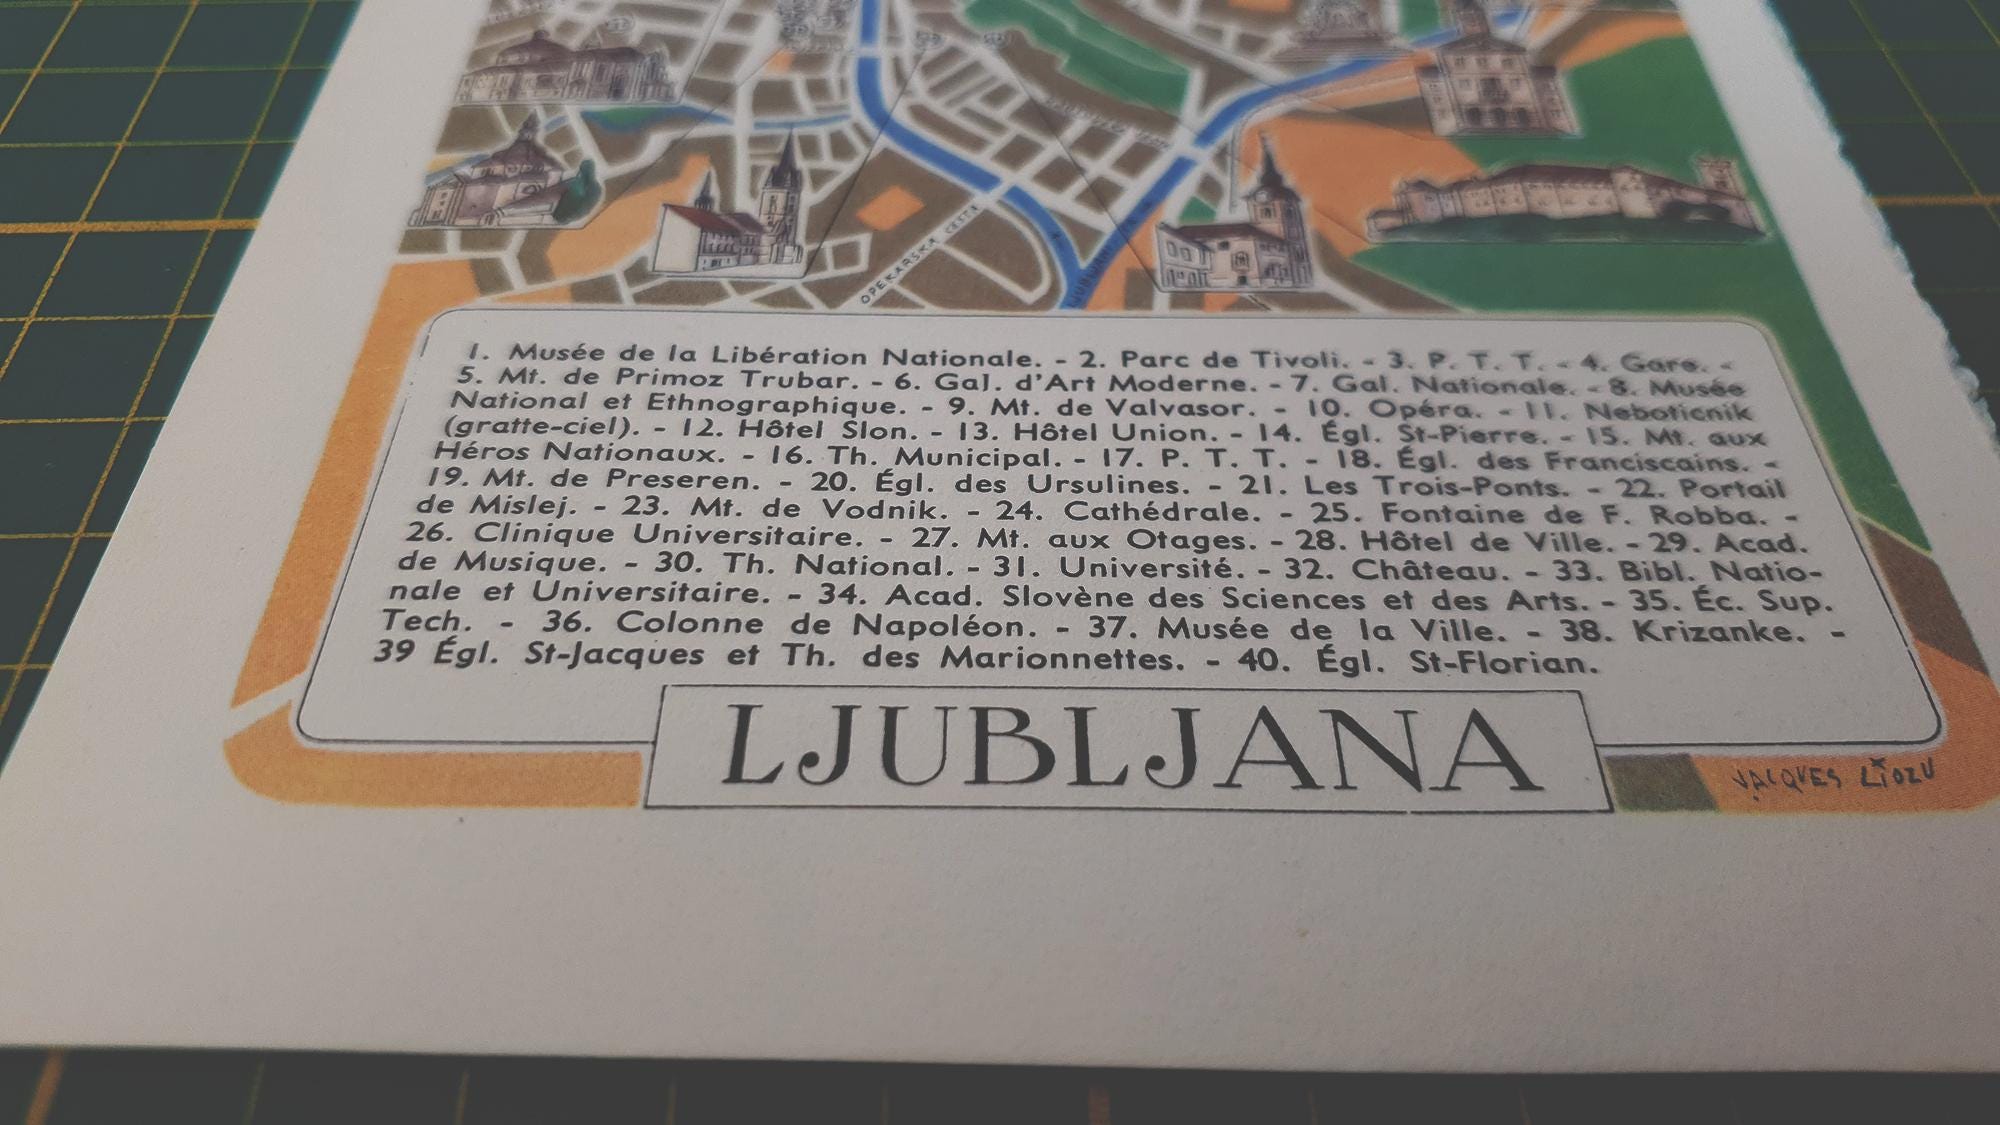 OPEKARSKA CESTA
1. Musée de la Libération Nationale. - 2. Parc de Tivoli. - 3. P. T. T. - 4. Gare. -
5. Mt. de Primoz Trubar. - 6. Gal. d'Art Moderne. - 7. Gal. Nationale. - 8. Musée
National et Ethnographique. - 9. Mt. de Valvasor. - 10. Opéra. - 11. Neboticnik
(gratte-ciel). - 12. Hôtel Slon. - 13. Hôtel Union. - 14. Égl. St-Pierre. - 15. Mt. aux
Héros Nationaux. - 16. Th. Municipal. - 17. P. T. T. - 18. Égl. des Franciscains. -
19. Mt. de Preseren. - 20. Égl. des Ursulines. - 21. Les Trois-Ponts. - 22. Portail
de Mislej. - 23. Mt. de Vodnik. - 24. Cathédrale. - 25. Fontaine de F. Robba. -
26. Clinique Universitaire. - 27. Mt. aux Otages. - 28. Hôtel de Ville. - 29. Acad.
de Musique. - 30. Th. National. - 31. Université. - 32. Château. - 33. Bibl. Natio-
nale et Universitaire. - 34. Acad. Slovène des Sciences et des Arts. - 35. Éc. Sup.
Tech. - 36. Colonne de Napoléon. - 37. Musée de la Ville. - 38. Krizanke. -
39 Égl. St-Jacques et Th. des Marionnettes. - 40. Égl. St-Florian.
LJUBLJANA
JACQUES LIOZU